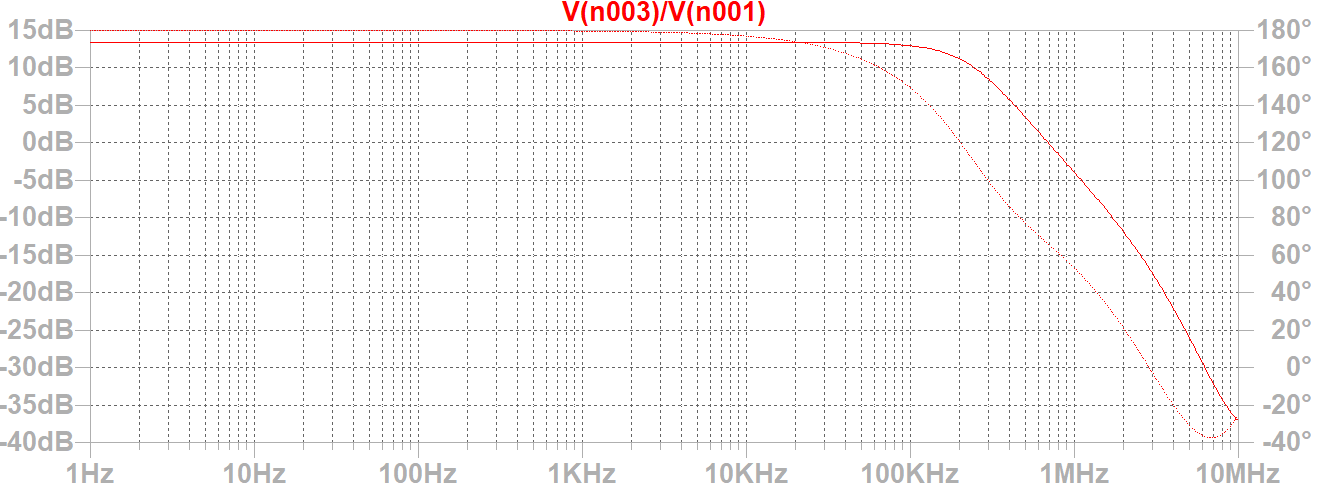 V(n003)/V(n001)
15dB 180°
10dB 160°
5dB 140°
0dB 120°
-5dB 100°
-10dB 80°
-15dB 60°
-20dB 40°
-25dB 20°
-30dB 0°
-35dB -20°
-40dB -40°
1Hz 10Hz 100Hz 1KHz 10KHz 100KHz 1MHz 10MHz